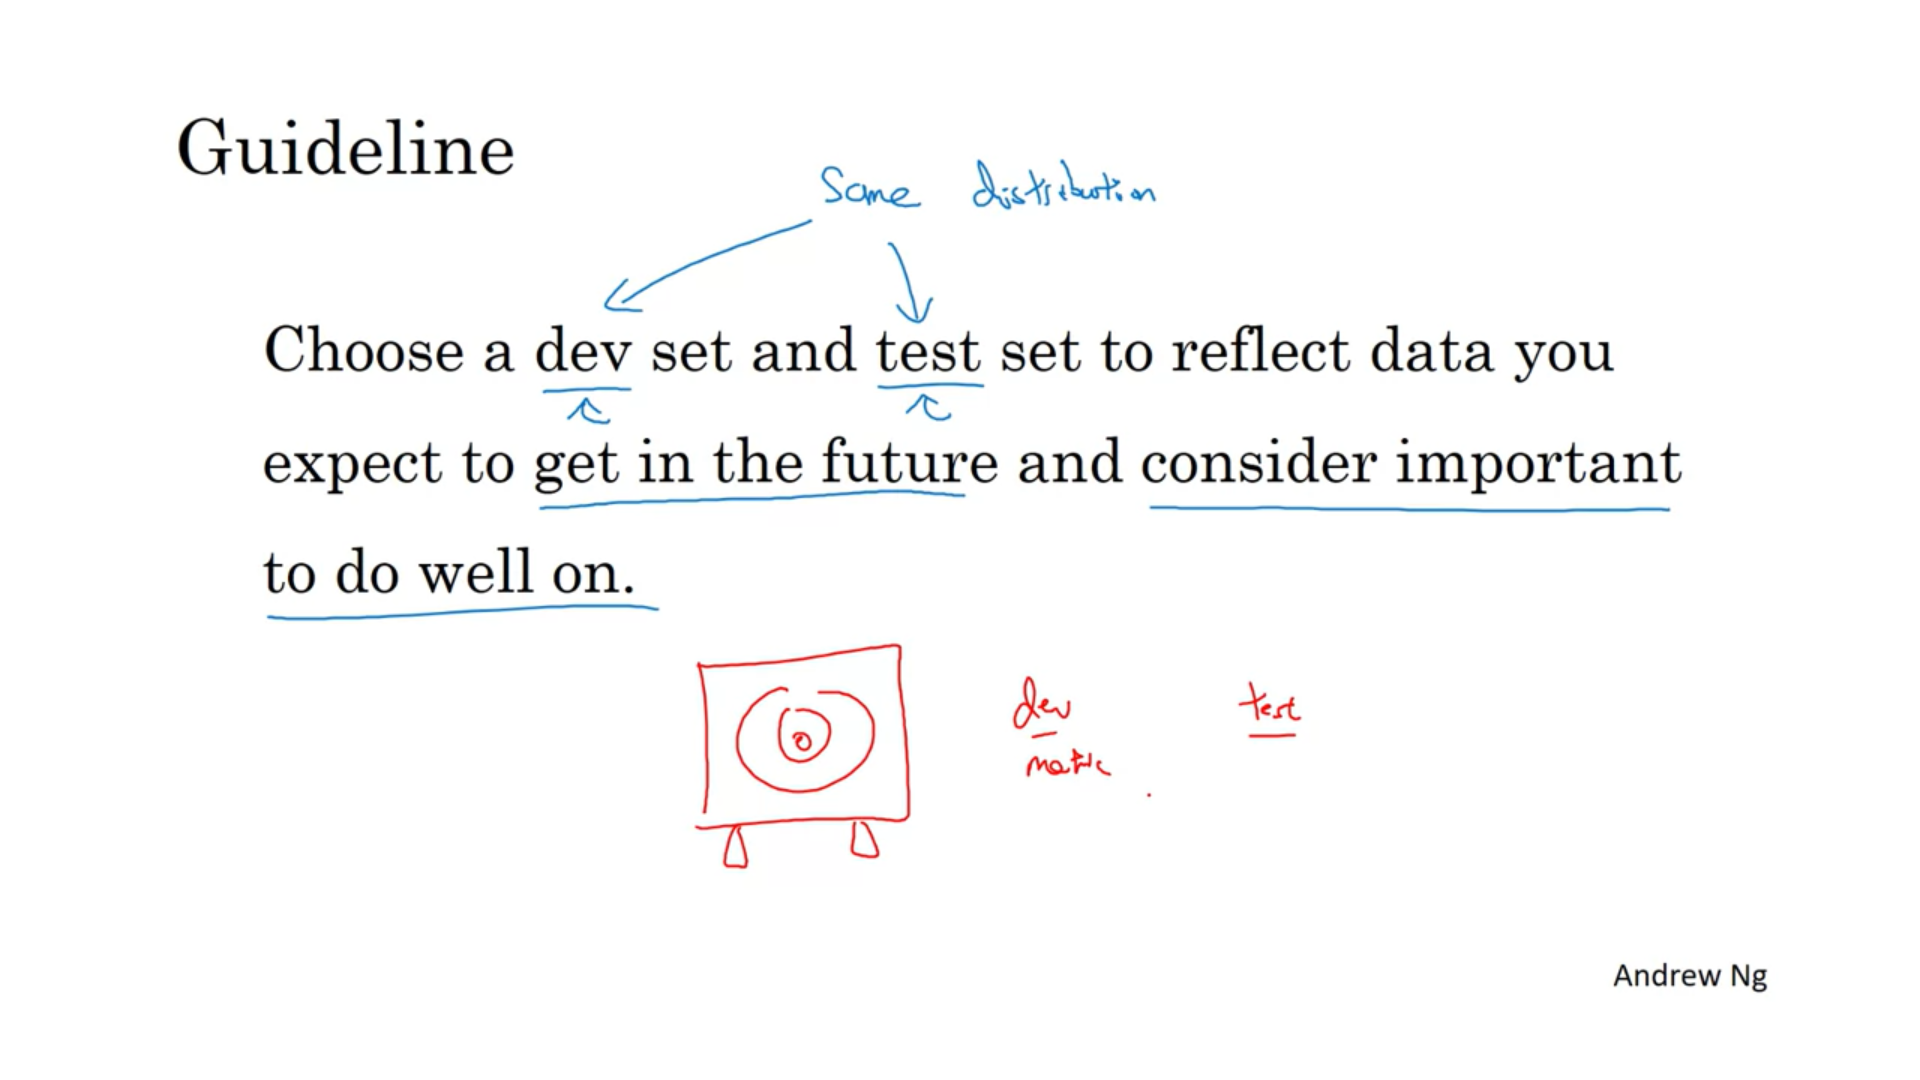 Guideline
Same distribution
Choose a dev set and test set to reflect data you
expect to get in the future and consider important
to do well on.
dev test
metric
Andrew Ng